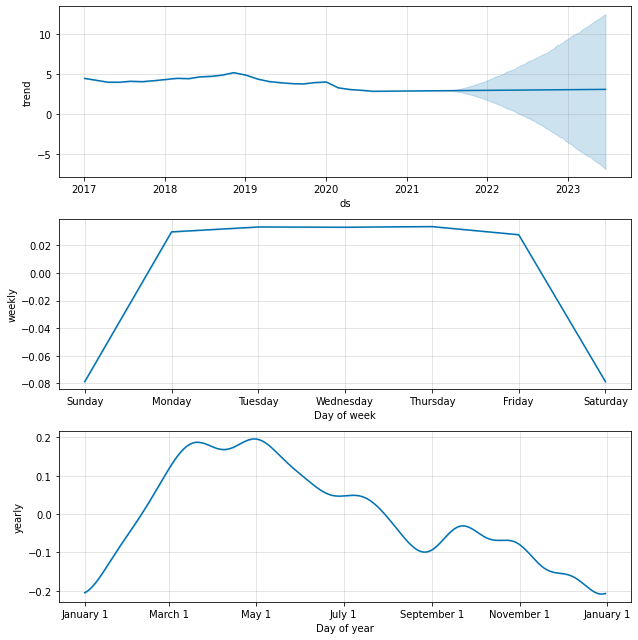 10
5
0
−5
trend
2017 2018 2019 2020 2021 2022 2023
ds
0.02
0.00
−0.02
−0.04
−0.06
−0.08
weekly
Sunday Monday Tuesday Wednesday Thursday Friday Saturday
Day of week
0.2
0.1
0.0
−0.1
−0.2
yearly
January 1 March 1 May 1 July 1 September 1 November 1 January 1
Day of year